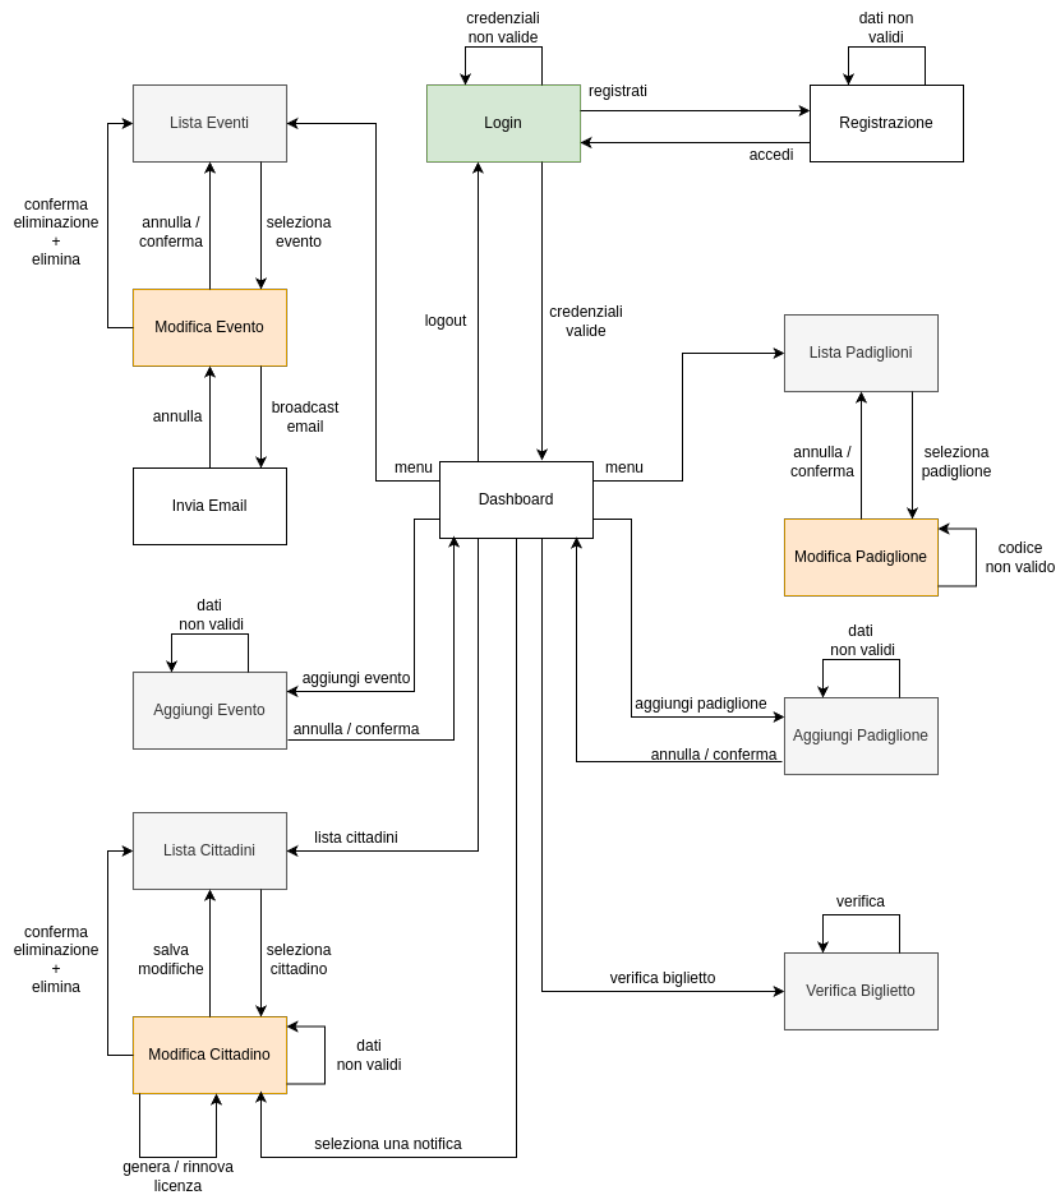 credenziali
non valide
dati non
validi
registrati
Lista Eventi
Login
Registrazione
accedi
conferma
eliminazione
+
elimina
annulla /
conferma
seleziona
evento
Modifica Evento
logout
credenziali
valide
Lista Padiglioni
annulla
broadcast
email
menu
menu
annulla /
conferma
seleziona
padiglione
Invia Email
Dashboard
Modifica Padiglione
codice
non valido
dati
non validi
dati
non validi
aggiungi evento
Aggiungi Evento
annulla / conferma
aggiungi padiglione
Aggiungi Padiglione
annulla / conferma
Lista Cittadini
lista cittadini
conferma
eliminazione
+
elimina
salva
modifiche
seleziona
cittadino
verifica
verifica biglietto
Verifica Biglietto
Modifica Cittadino
dati
non validi
seleziona una notifica
genera / rinnova
licenza